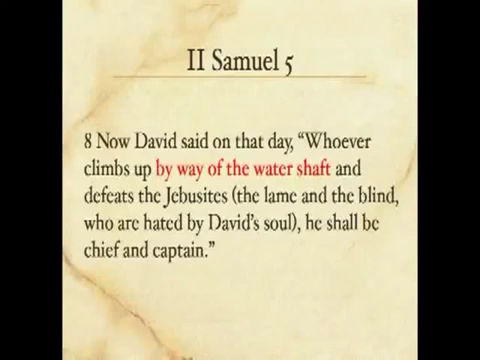 II Samuel 5
8 Now David said on that day, “Whoever
climbs up by way of the water shaft and
defeats the Jebusites (the lame and the blind,
who are hated by David’s soul), he shall be
chief and captain.”